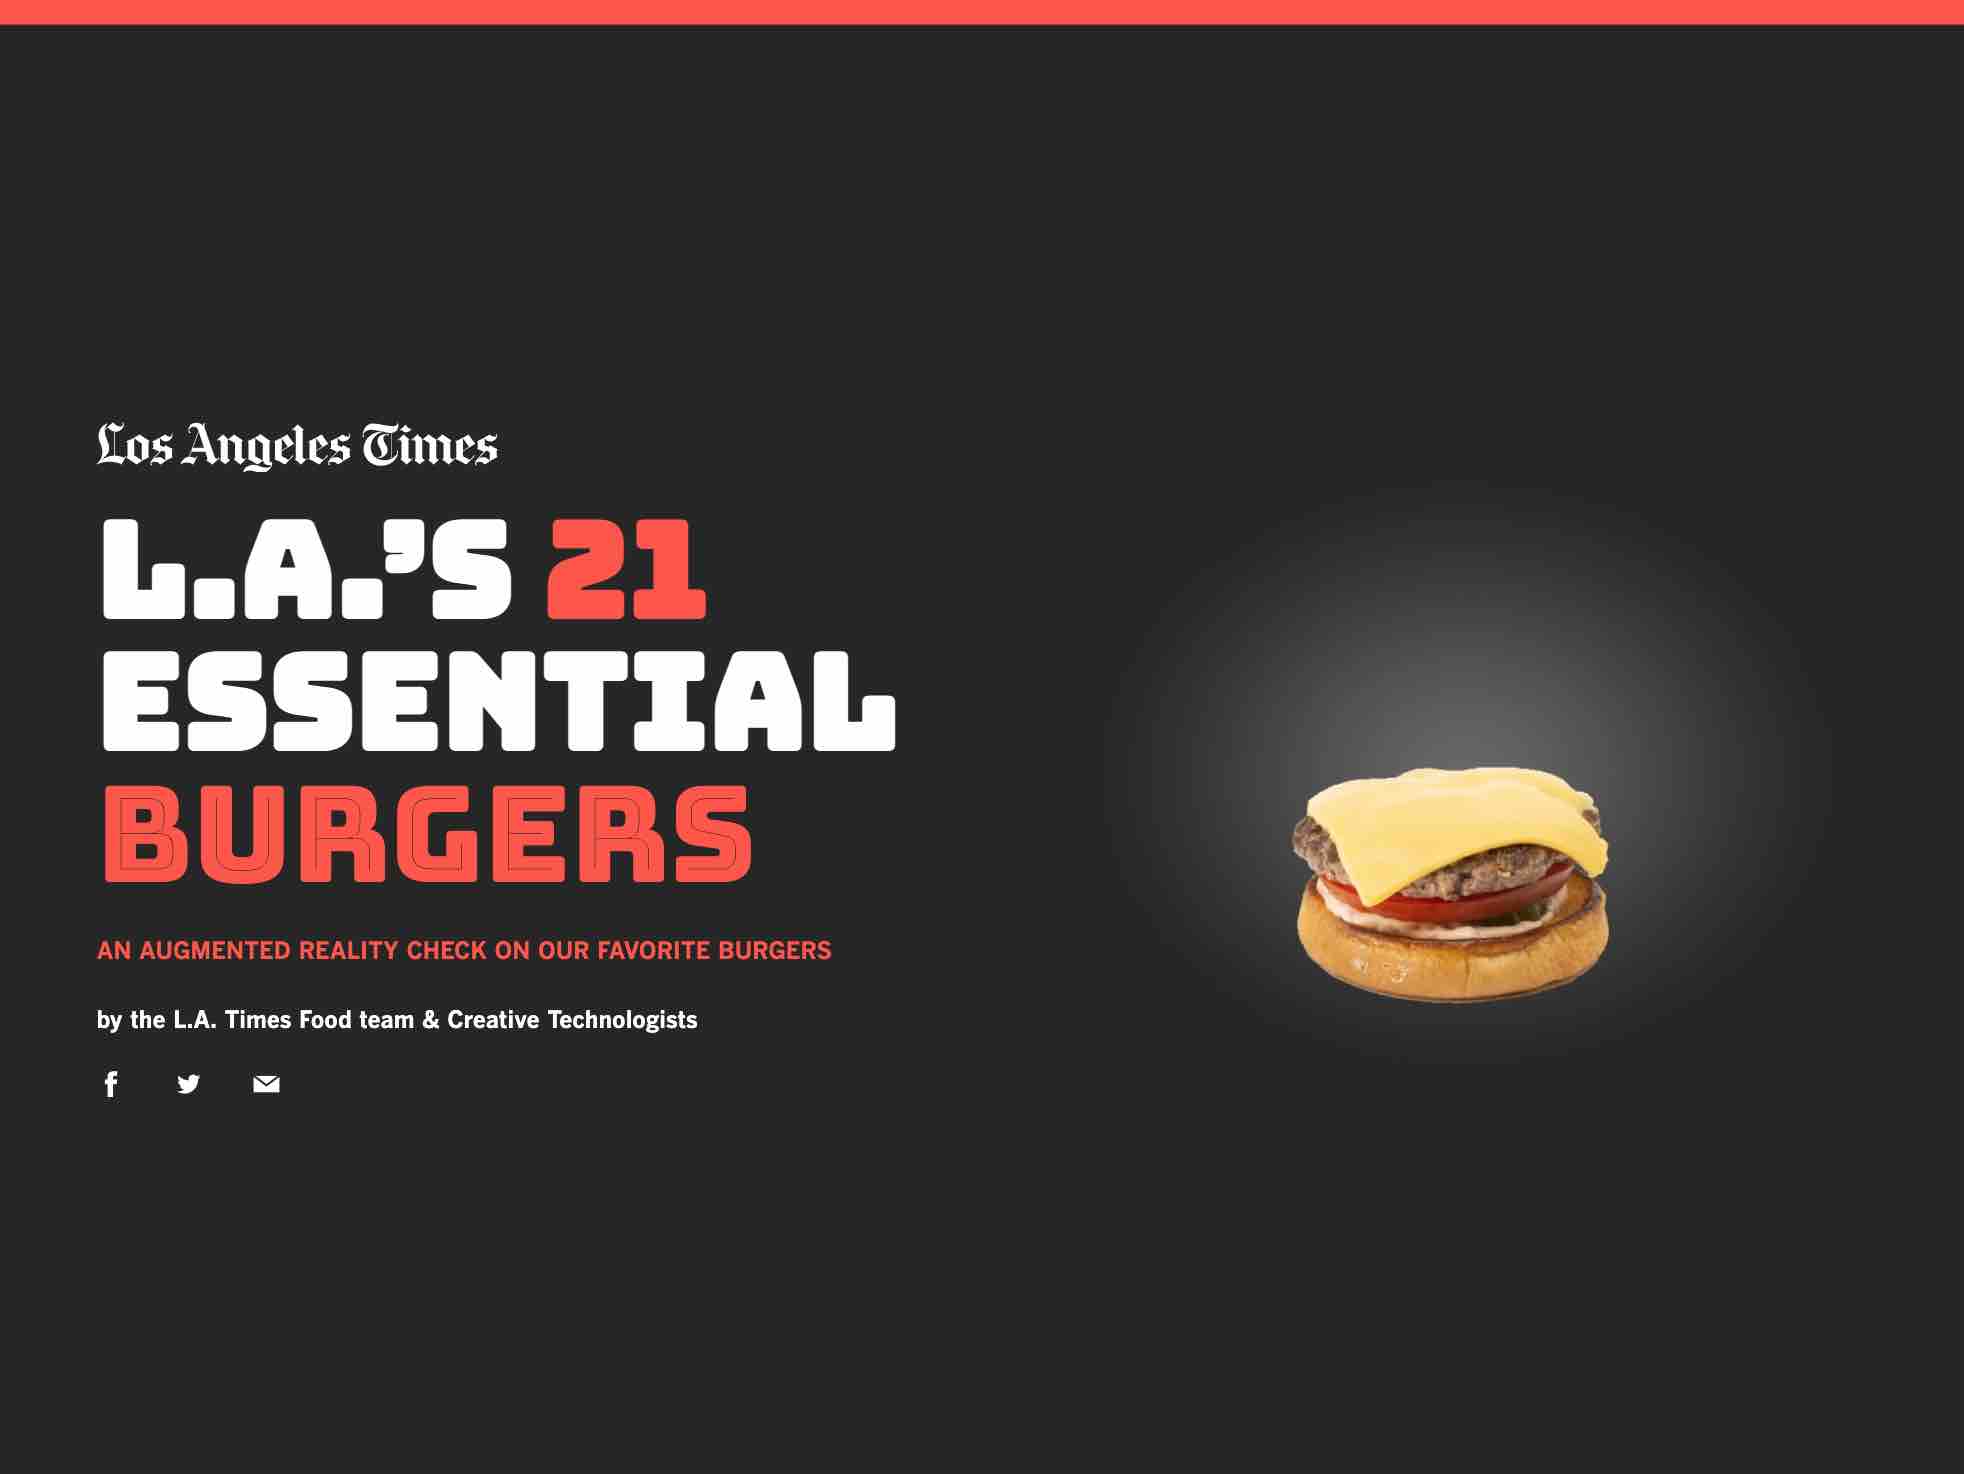 Los Angeles Times
L.A.’S 21
ESSENTIAL
BURGERS
AN AUGMENTED REALITY CHECK ON OUR FAVORITE BURGERS
by the L.A. Times Food team & Creative Technologists